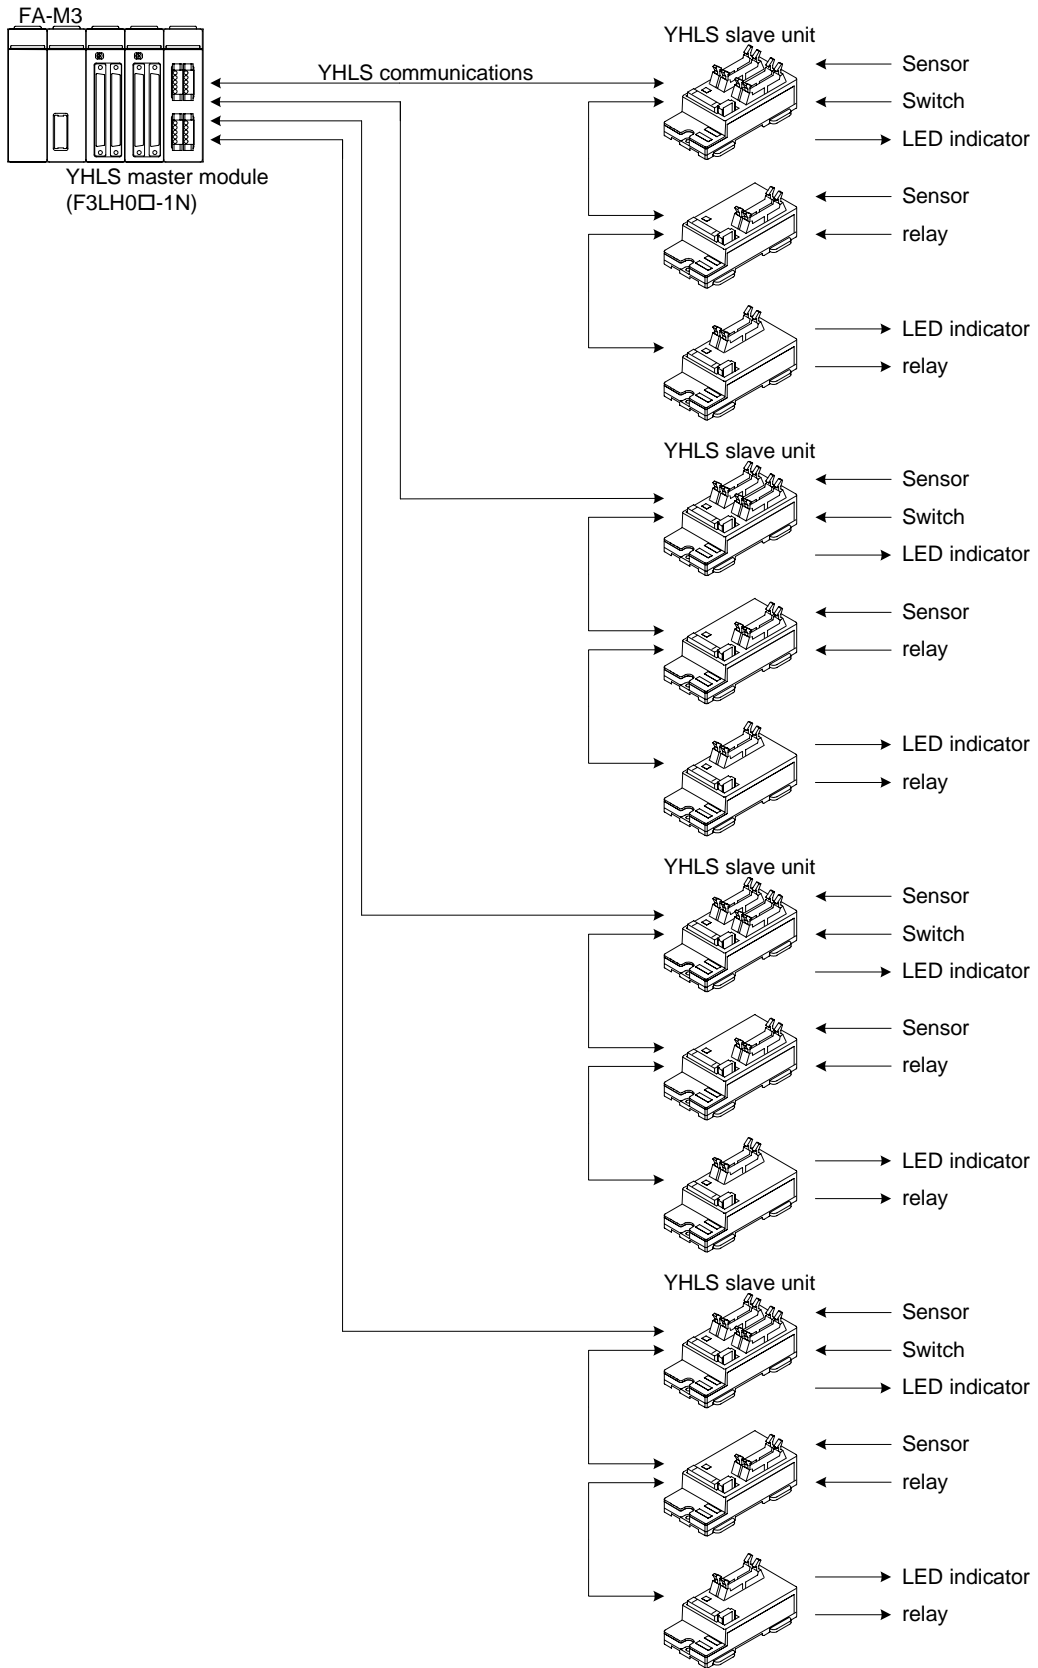 FA-M3
YHLS communications
YHLS master module
(F3LH0□-1N)
YHLS slave unit
Sensor
Switch
LED indicator
Sensor
relay
LED indicator
relay
YHLS slave unit
Sensor
Switch
LED indicator
Sensor
relay
LED indicator
relay
YHLS slave unit
Sensor
Switch
LED indicator
Sensor
relay
LED indicator
relay
YHLS slave unit
Sensor
Switch
LED indicator
Sensor
relay
LED indicator
relay